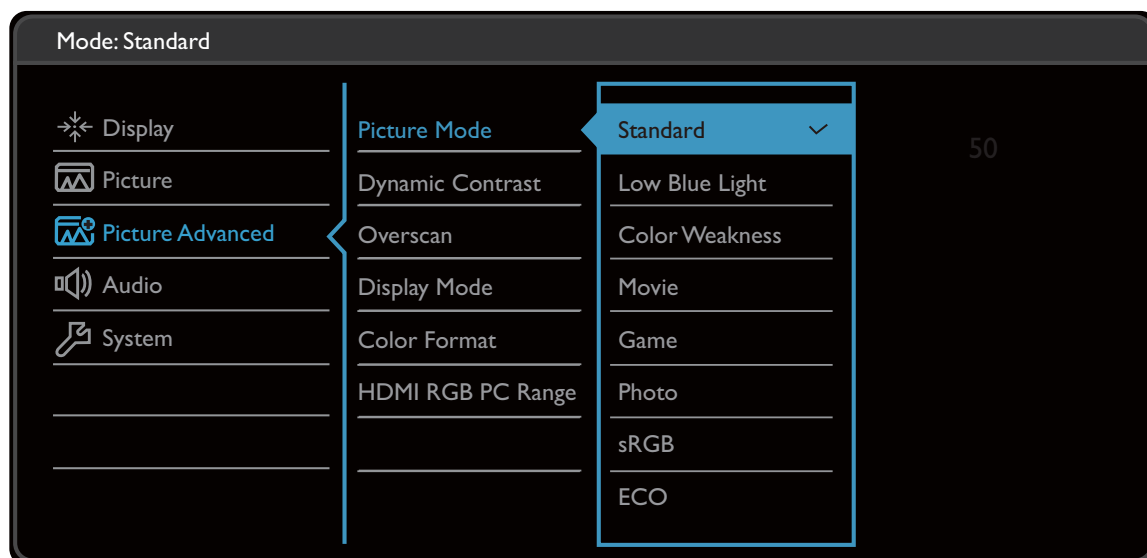 Mode: Standard
Display
Picture
Picture Advanced
Audio
System
Picture Mode
Dynamic Contrast
Overscan
Display Mode
Color Format
HDMI RGB PC Range
Standard
Low Blue Light
Color Weakness
Movie
Game
Photo
sRGB
ECO
50